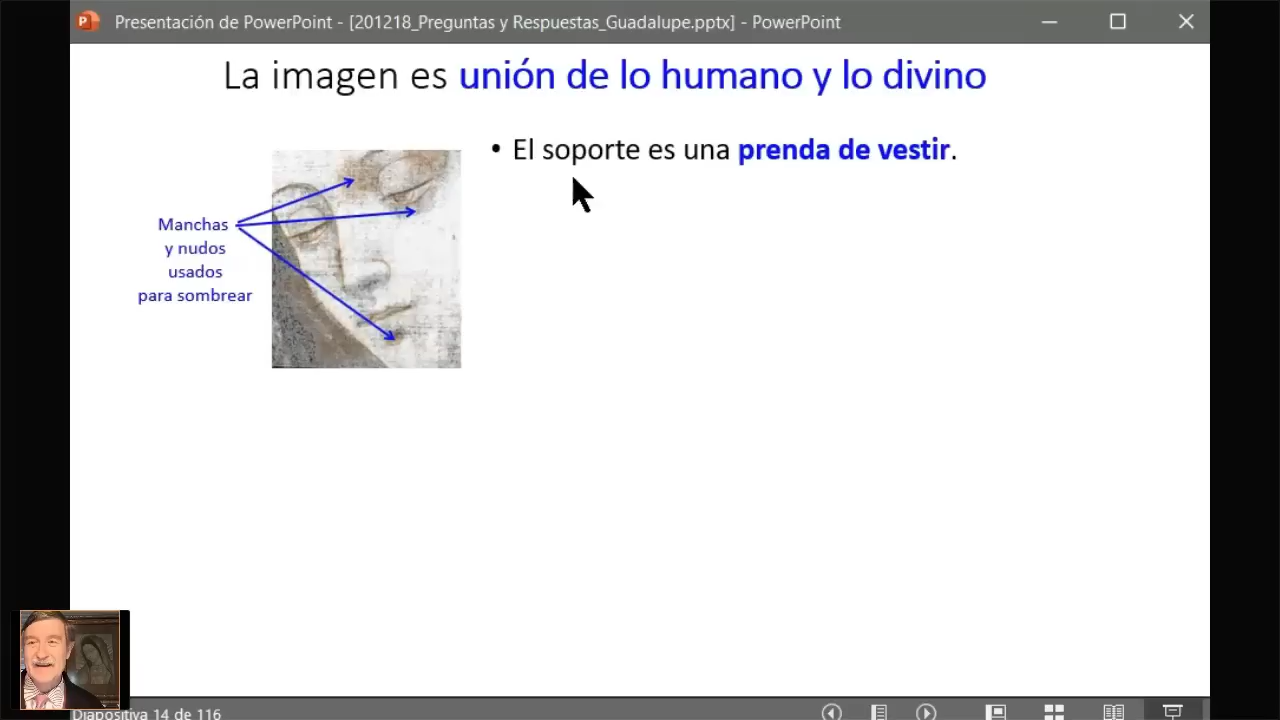 Presentación de PowerPoint - [201218_Preguntas y Respuestas_Guadalupe.pptx] - PowerPoint
La imagen es unión de lo humano y lo divino
• El soporte es una prenda de vestir.
Manchas
y nudos
usados
para sombrear
Diapositiva 14 de 116